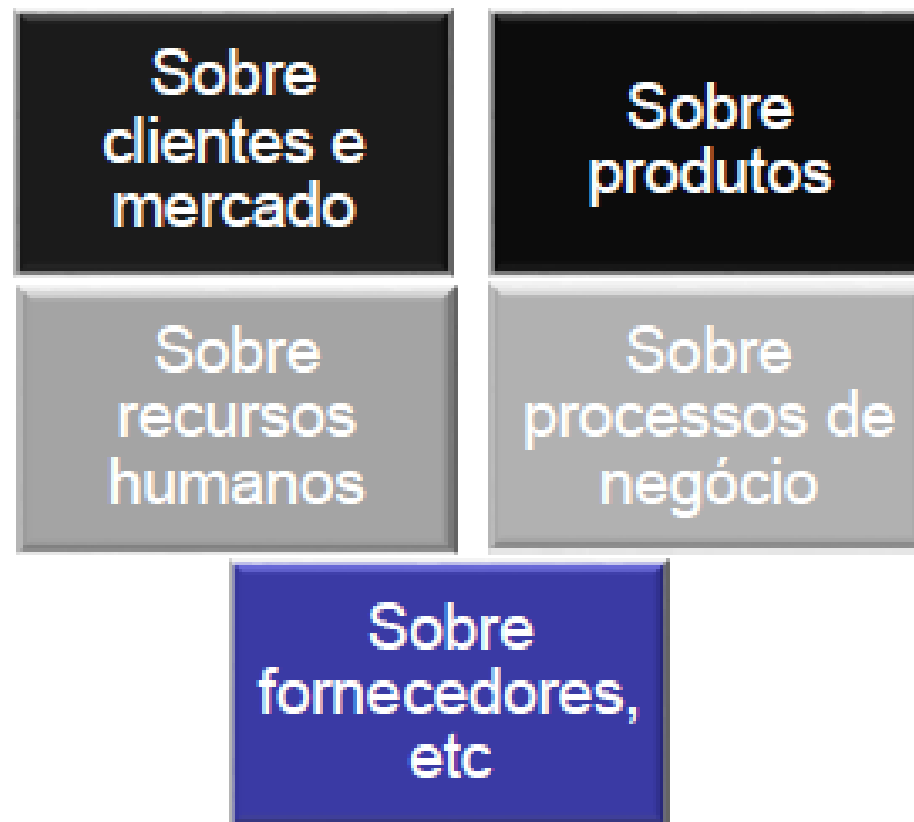 Sobre
clientes e
mercado
Sobre
produtos
Sobre
recursos
humanos
Sobre
processos de
negócio
Sobre
fornecedores,
etc